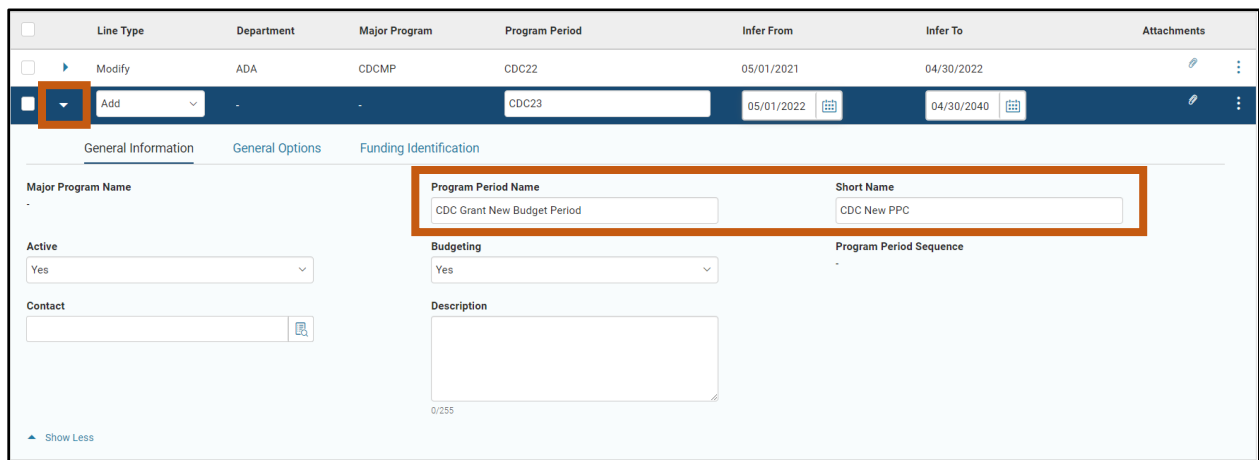 Line Type Department Major Program Program Period Infer From Infer To Attachments
Modify ADA CDCMP CDC22 05/01/2021 04/30/2022
Add - - CDC23 05/01/2022 04/30/2040
General Information General Options Funding Identification
Major Program Name Program Period Name Short Name
- CDC Grant New Budget Period CDC New PPC
Active Budgeting Program Period Sequence
Yes Yes -
Contact Description
0/255
Show Less